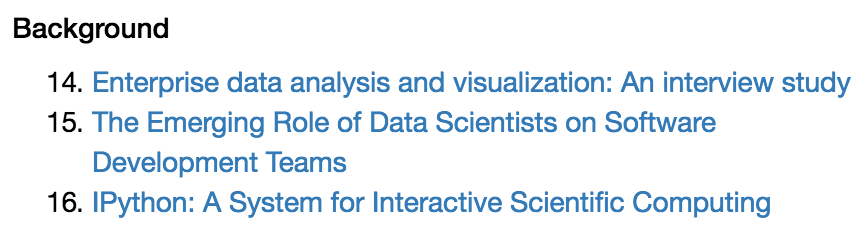 Background
14. Enterprise data analysis and visualization: An interview study
15. The Emerging Role of Data Scientists on Software
Development Teams
16. IPython: A System for Interactive Scientific Computing